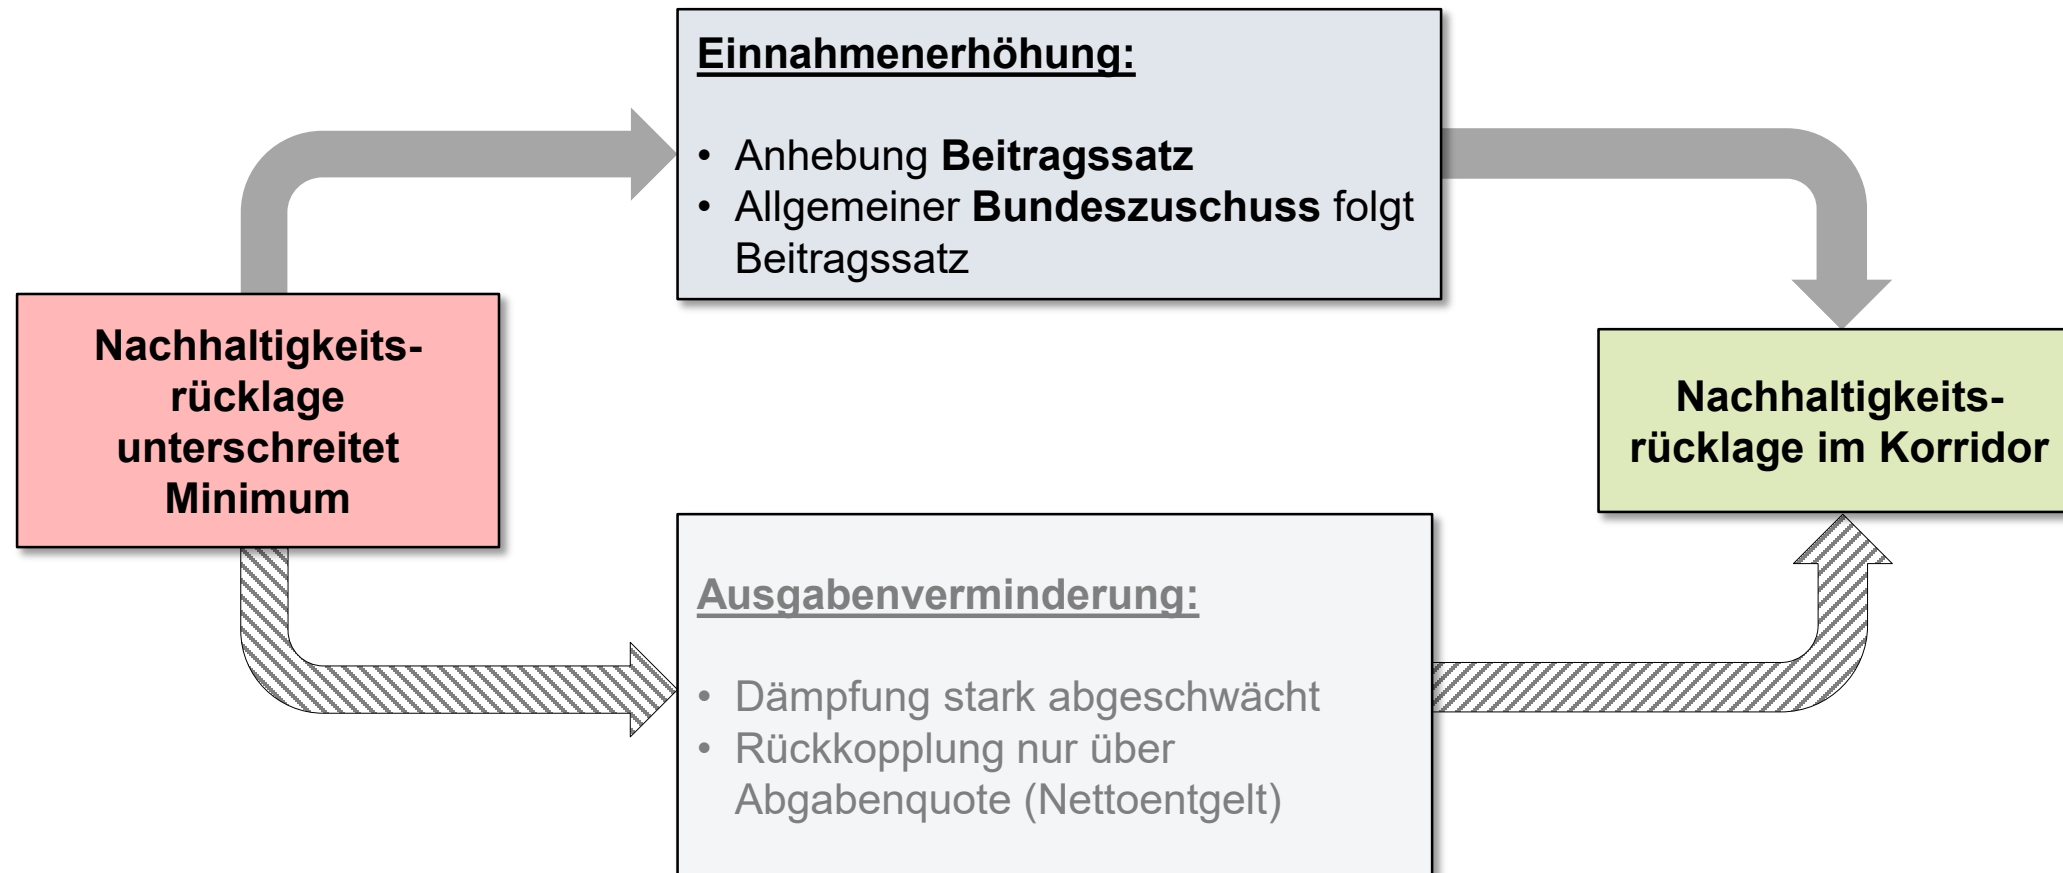 Einnahmenerhöhung:
• Anhebung Beitragssatz
• Allgemeiner Bundeszuschuss folgt
Beitragssatz
Nachhaltigkeits-
rücklage
unterschreitet
Minimum
Nachhaltigkeits-
rücklage im Korridor
Ausgabenverminderung:
• Dämpfung stark abgeschwächt
• Rückkopplung nur über
Abgabenquote (Nettoentgelt)